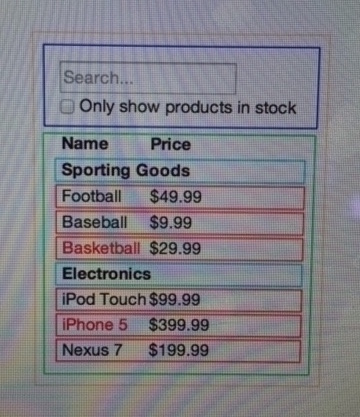 Search...
Only show products in stock
Name Price
Sporting Goods
Football $49.99
Baseball $9.99
Basketball $29.99
Electronics
iPod Touch $99.99
iPhone 5 $399.99
Nexus 7 $199.99